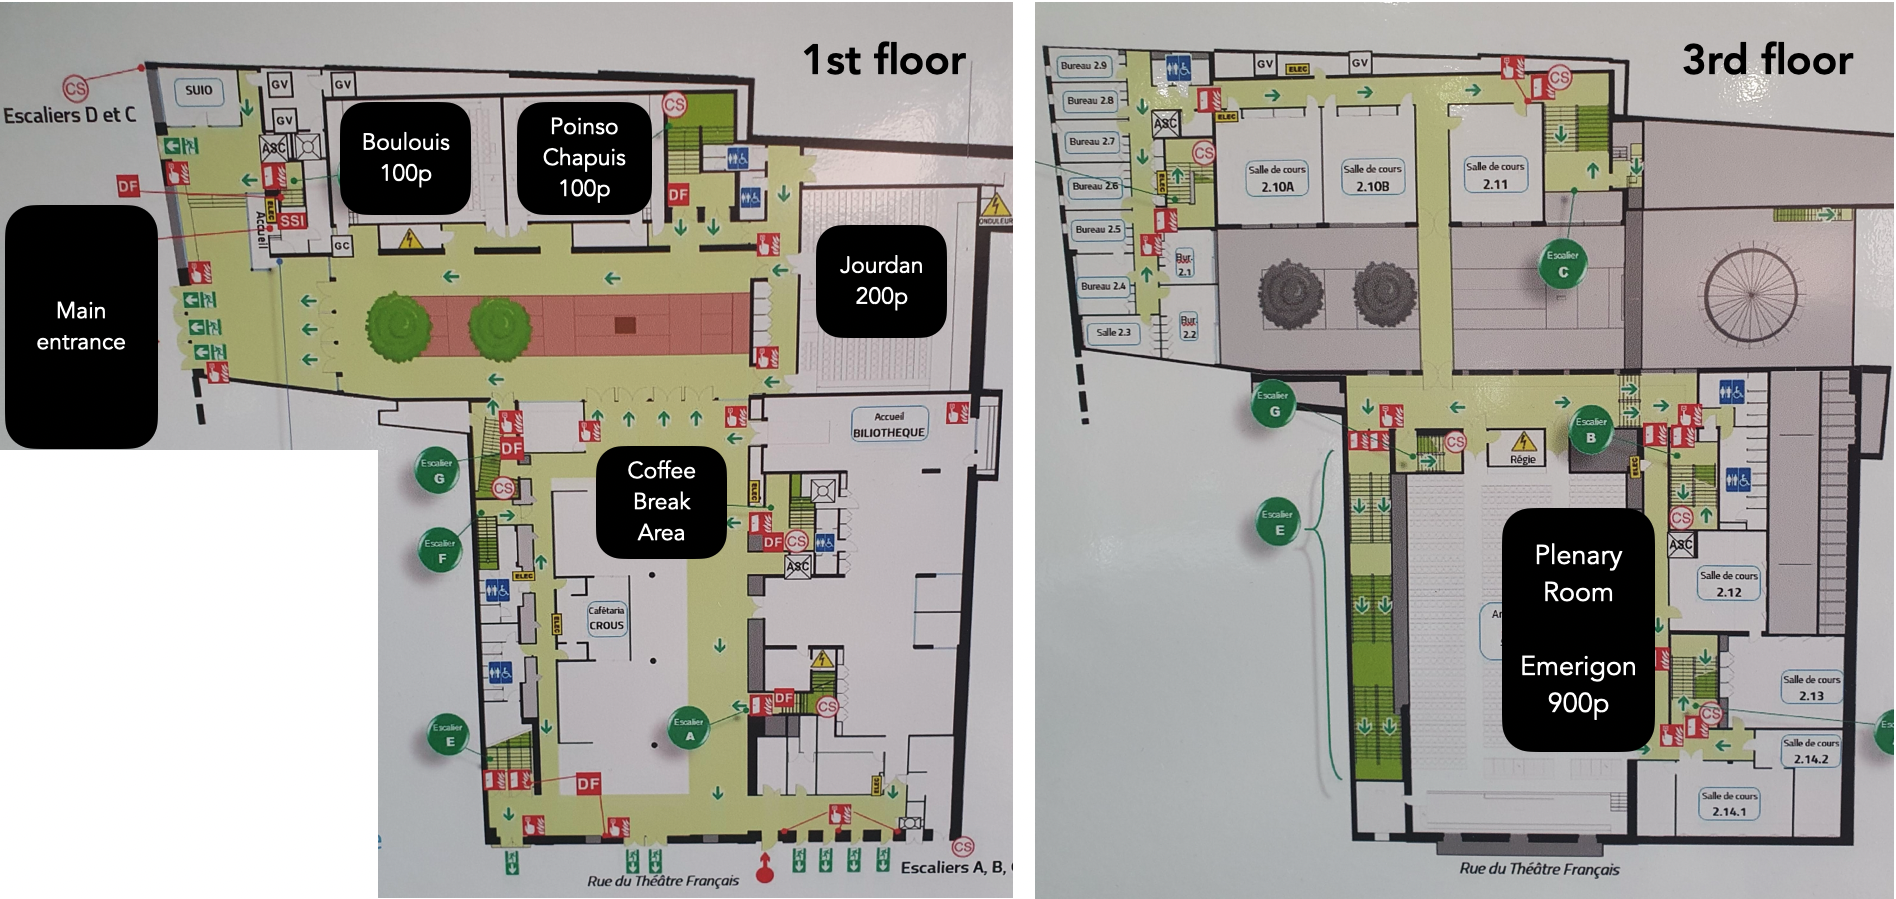 1st floor
CS
Escaliers D et C
SUIO
GV
GV
GV
ASC
DF
ELEC
SSI
Accueil
GC
Boulouis
100p
Poinso
Chapuis
100p
CS
DF
ONDULEUR
Jourdan
200p
Main
entrance
Accueil
BILIOTHEQUE
DF
Escalier
G
CS
Escalier
F
Coffee
Break
Area
ELEC
DF
CS
ASC
ELEC
ELEC
Cafétaria
CROUS
DF
CS
Escalier
A
Escalier
E
DF
ELEC
CS
Escaliers A, B,
Rue du Théâtre Français
3rd floor
Bureau 2.9
Bureau 2.8
Bureau 2.7
Bureau 2.6
Bureau 2.5
Bureau 2.4
Salle 2.3
Bur.
2.1
Bur.
2.2
ASC
CS
ELEC
GV
ELEC
GV
ELEC
CS
Salle de cours
2.10A
Salle de cours
2.10B
Salle de cours
2.11
Escalier
C
Escalier
G
CS
Régie
Escalier
B
ELEC
Escalier
E
CS
ASC
Plenary
Room
Emerigon
900p
Salle de cours
2.12
Salle de cours
2.13
CS
Salle de cours
2.14.2
Salle de cours
2.14.1
Rue du Théâtre Français